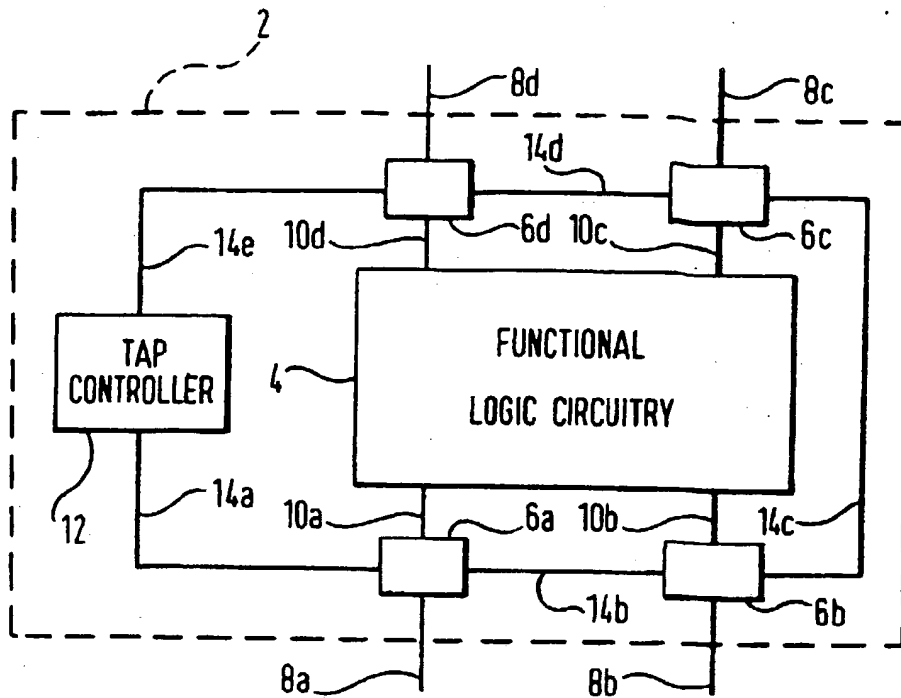 2
8d
8c
14d
10d
6d
10c
6c
14e
TAP
CONTROLLER
FUNCTIONAL
LOGIC CIRCUITRY
4
12
14a
10a
6a
10b
14c
14b
6b
8a
8b